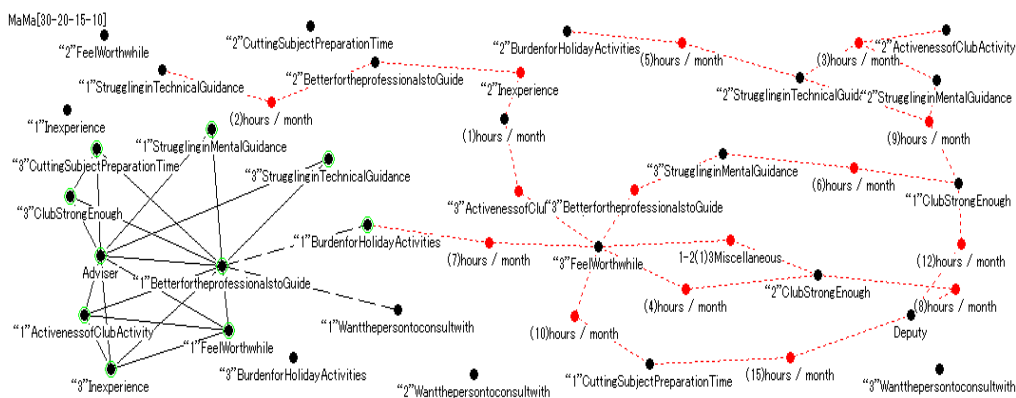 MaMa[30-20-15-10]
“2”FeelWorthwhile
“2”CuttingSubjectPreparationTime
“2”BurdenforHolidayActivities
(5)hours / month
(3)hours / month
“2”ActivenessofClubActivity
“1”StrugglinginTechnicalGuidance
“2”BetterfortheprofessionalstoGuide
“2”Inexperience
“2”StrugglinginTechnicalGuida
“2”StrugglinginMentalGuidance
“1”Inexperience
(2)hours / month
(1)hours / month
(9)hours / month
“1”StrugglinginMentalGuidance
“3”CuttingSubjectPreparationTime
“3”StrugglinginTechnicalGuidance
“3”StrugglinginMentalGuidance
(6)hours / month
“1”ClubStrongEnough
“3”ClubStrongEnough
“3”ActivenessofClul
“3”BetterfortheprofessionalstoGuide
“1”BurdenforHolidayActivities
(7)hours / month
“3”FeelWorthwhile
1-2(1)3Miscellaneous
(12)hours / month
Adviser
“1”BetterfortheprofessionalstoGuide
“2”ClubStrongEnough
(4)hours / month
(8)hours / month
“1”ActivenessofClubActivity
“1”Wantthepersontoconsultwith
(10)hours / month
Deputy
“1”FeelWorthwhile
“3”Inexperience
“3”BurdenforHolidayActivities
“2”Wantthepersontoconsultwith
“1”CuttingSubjectPreparationTime
(15)hours / month
“3”Wantthepersontoconsultwith